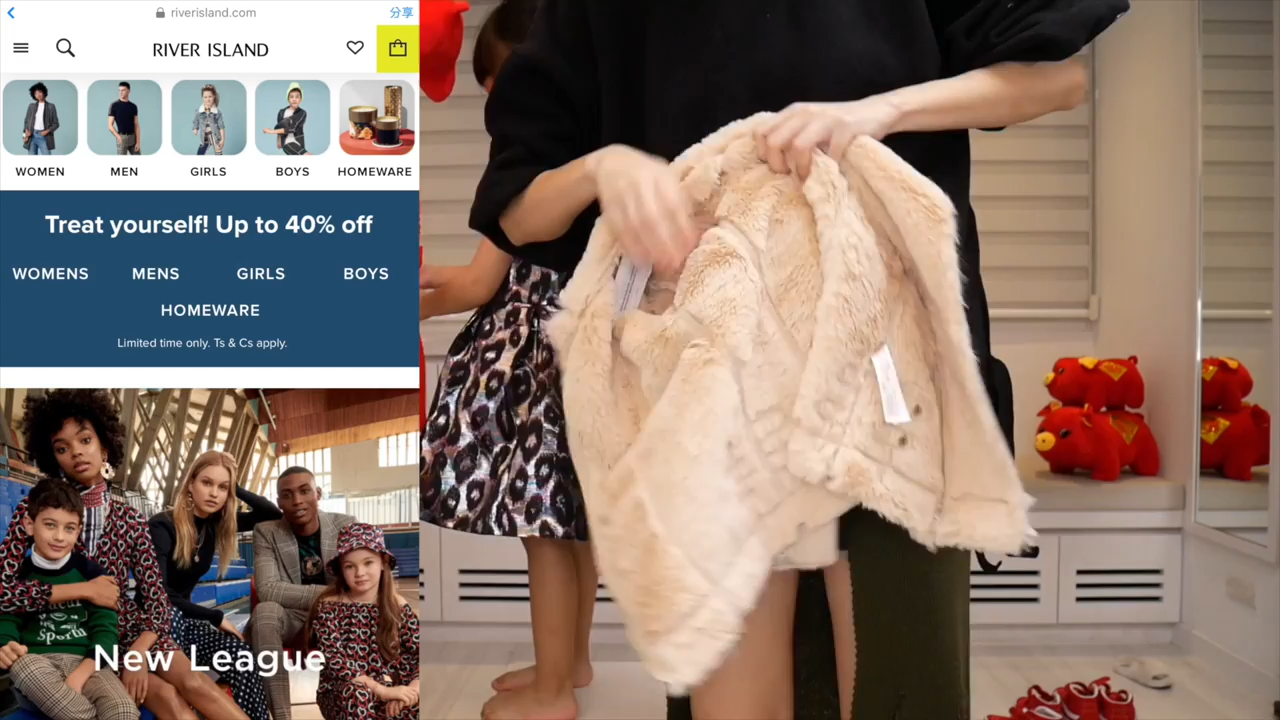 riverisland.com
分享
RIVER ISLAND
WOMEN
MEN
GIRLS
BOYS
HOMEWARE
Treat yourself! Up to 40% off
WOMENS
MENS
GIRLS
BOYS
HOMEWARE
Limited time only. Ts & Cs apply.
New League